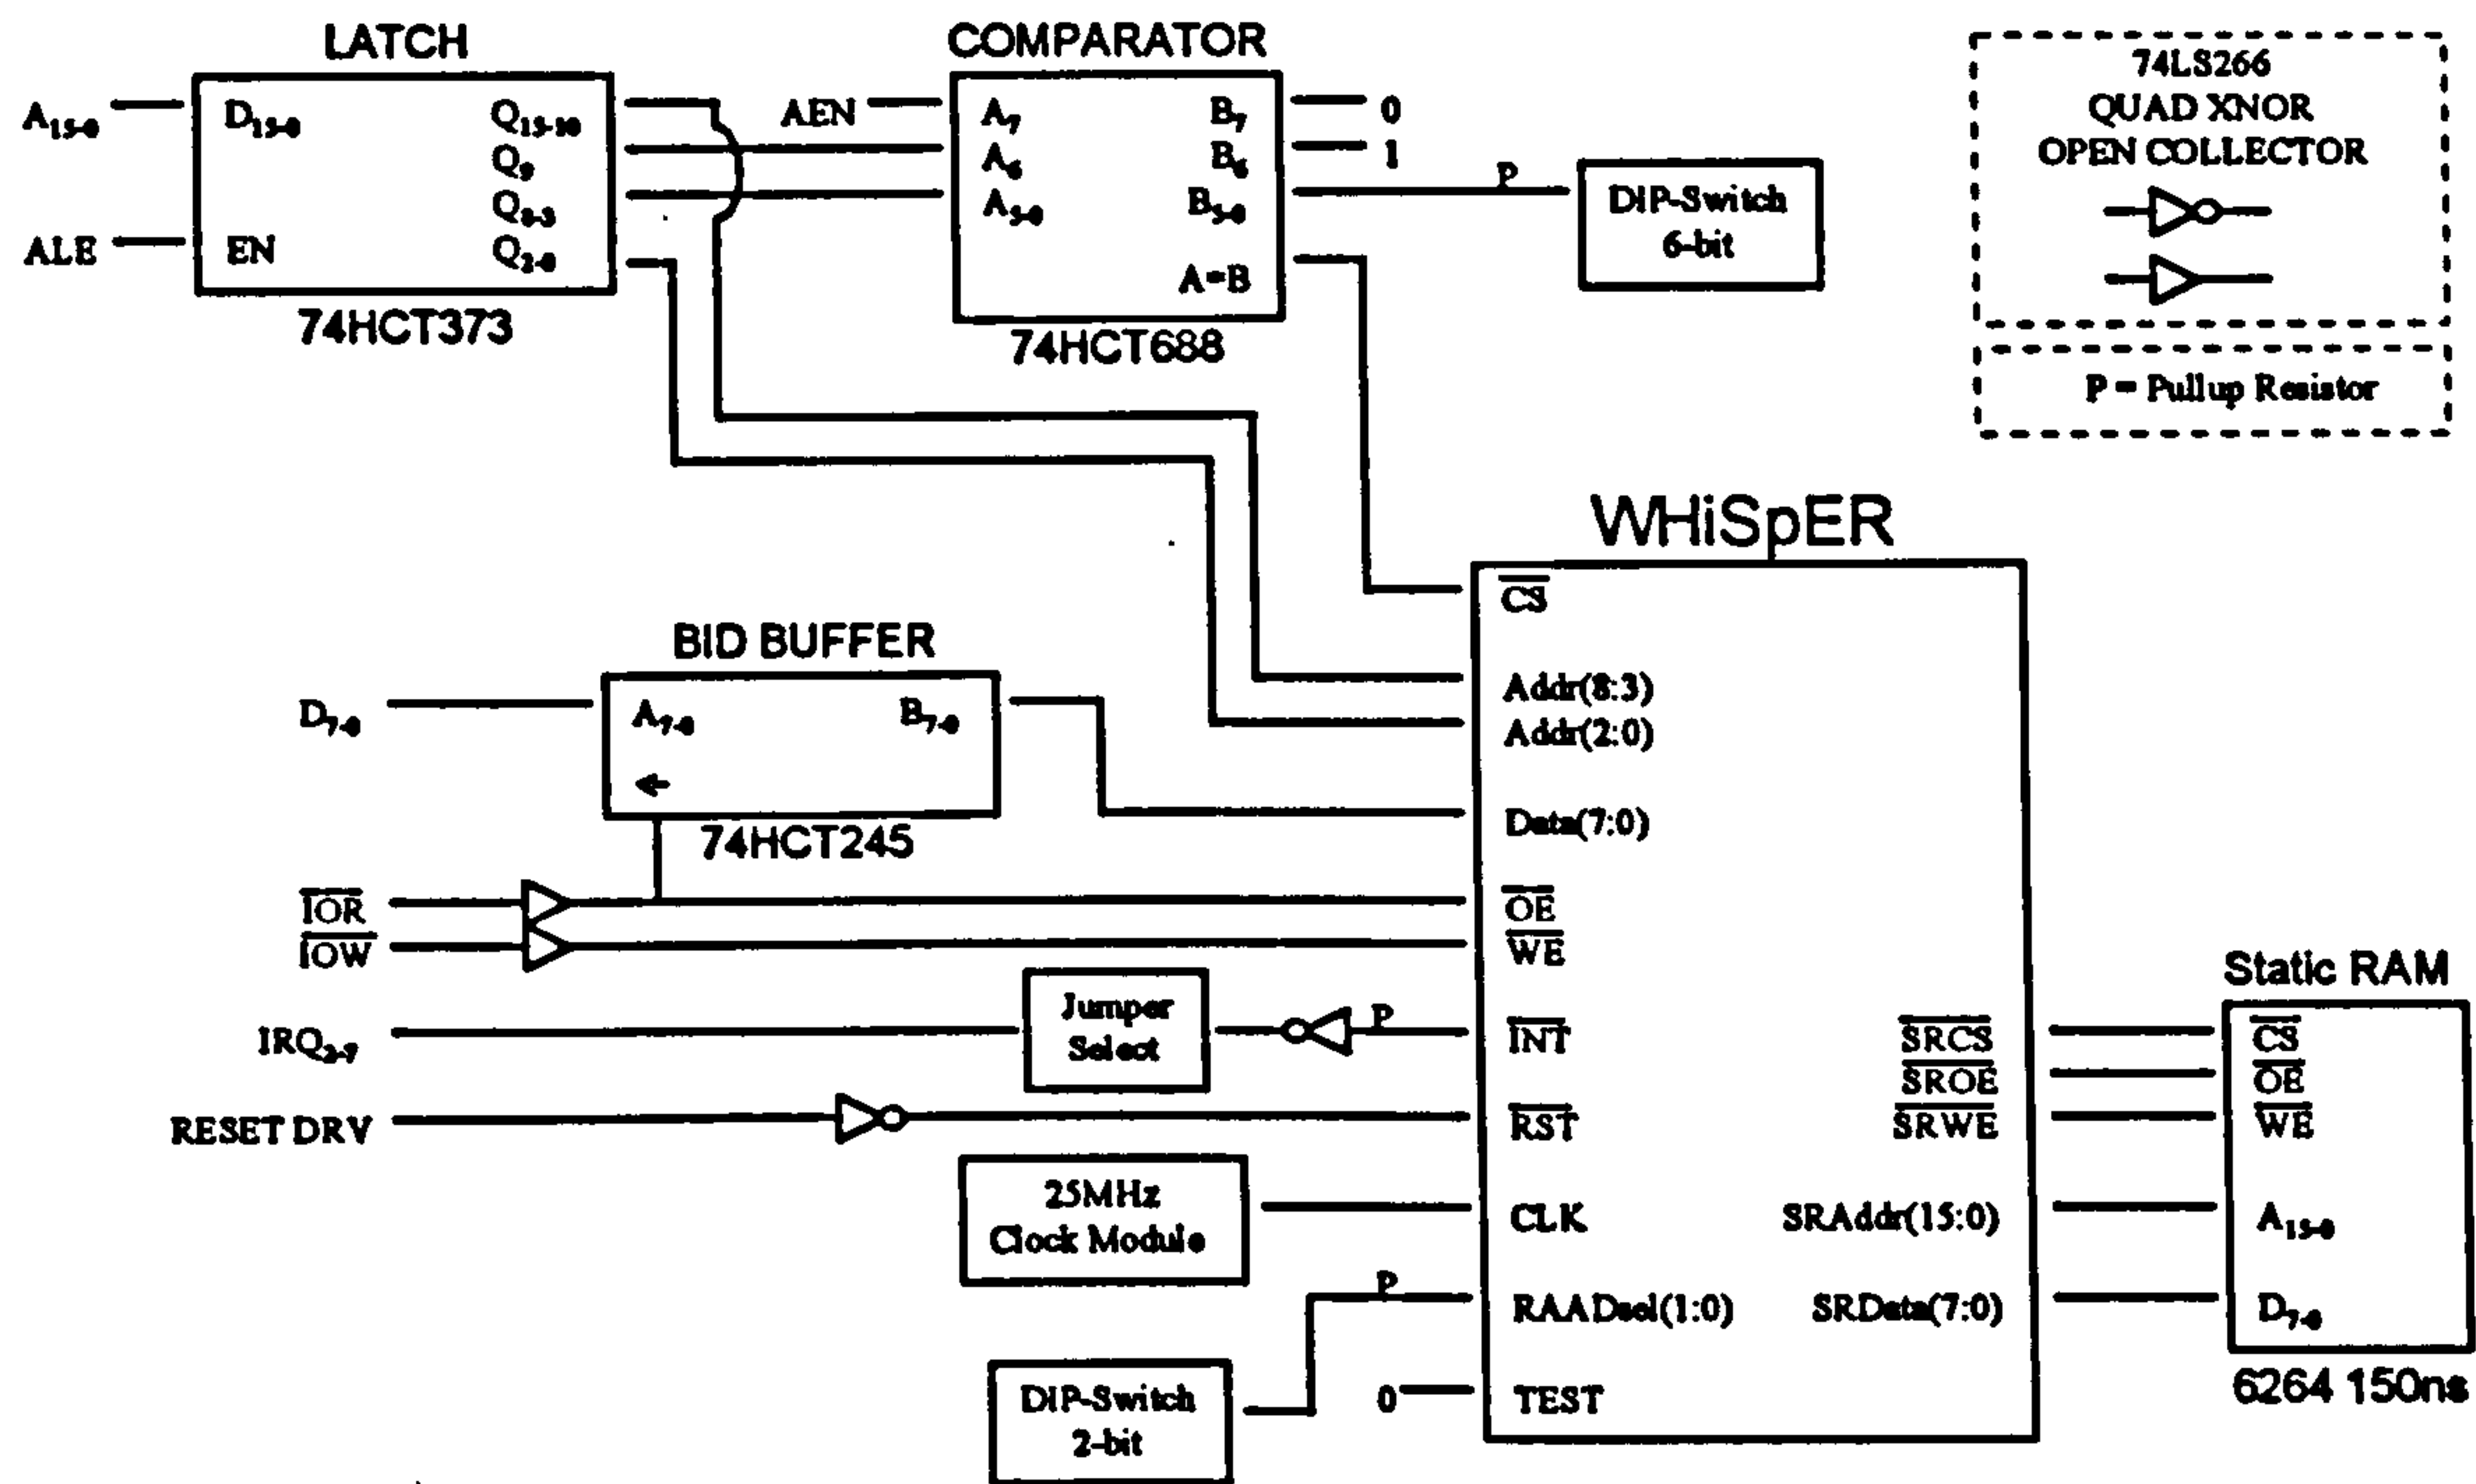 LATCH
A15-0
D15-0
Q15-10
Q9
Q8-3
ALE
EN
Q2-0
74HCT373
COMPARATOR
AEN
A7
B7
0
A6
B6
1
A5-0
B5-0
P
A=B
74HCT688
DIP-Switch
6-bit
74LS266
QUAD XNOR
OPEN COLLECTOR
P = Pullup Resistor
WHiSpER
CS
Addr(8:3)
Addr(2:0)
Data(7:0)
OE
WE
INT
RST
CLK
RAADsel(1:0)
TEST
SRCS
SROE
SRWE
SRAddr(15:0)
SRData(7:0)
BID BUFFER
D7-0
A7-0
B7-0
74HCT245
IOR
IOW
IRQ2-7
Jumper
Select
P
RESET DRV
25MHz
Clock Module
P
DIP-Switch
2-bit
0
Static RAM
CS
OE
WE
A15-0
D7-0
6264 150ns